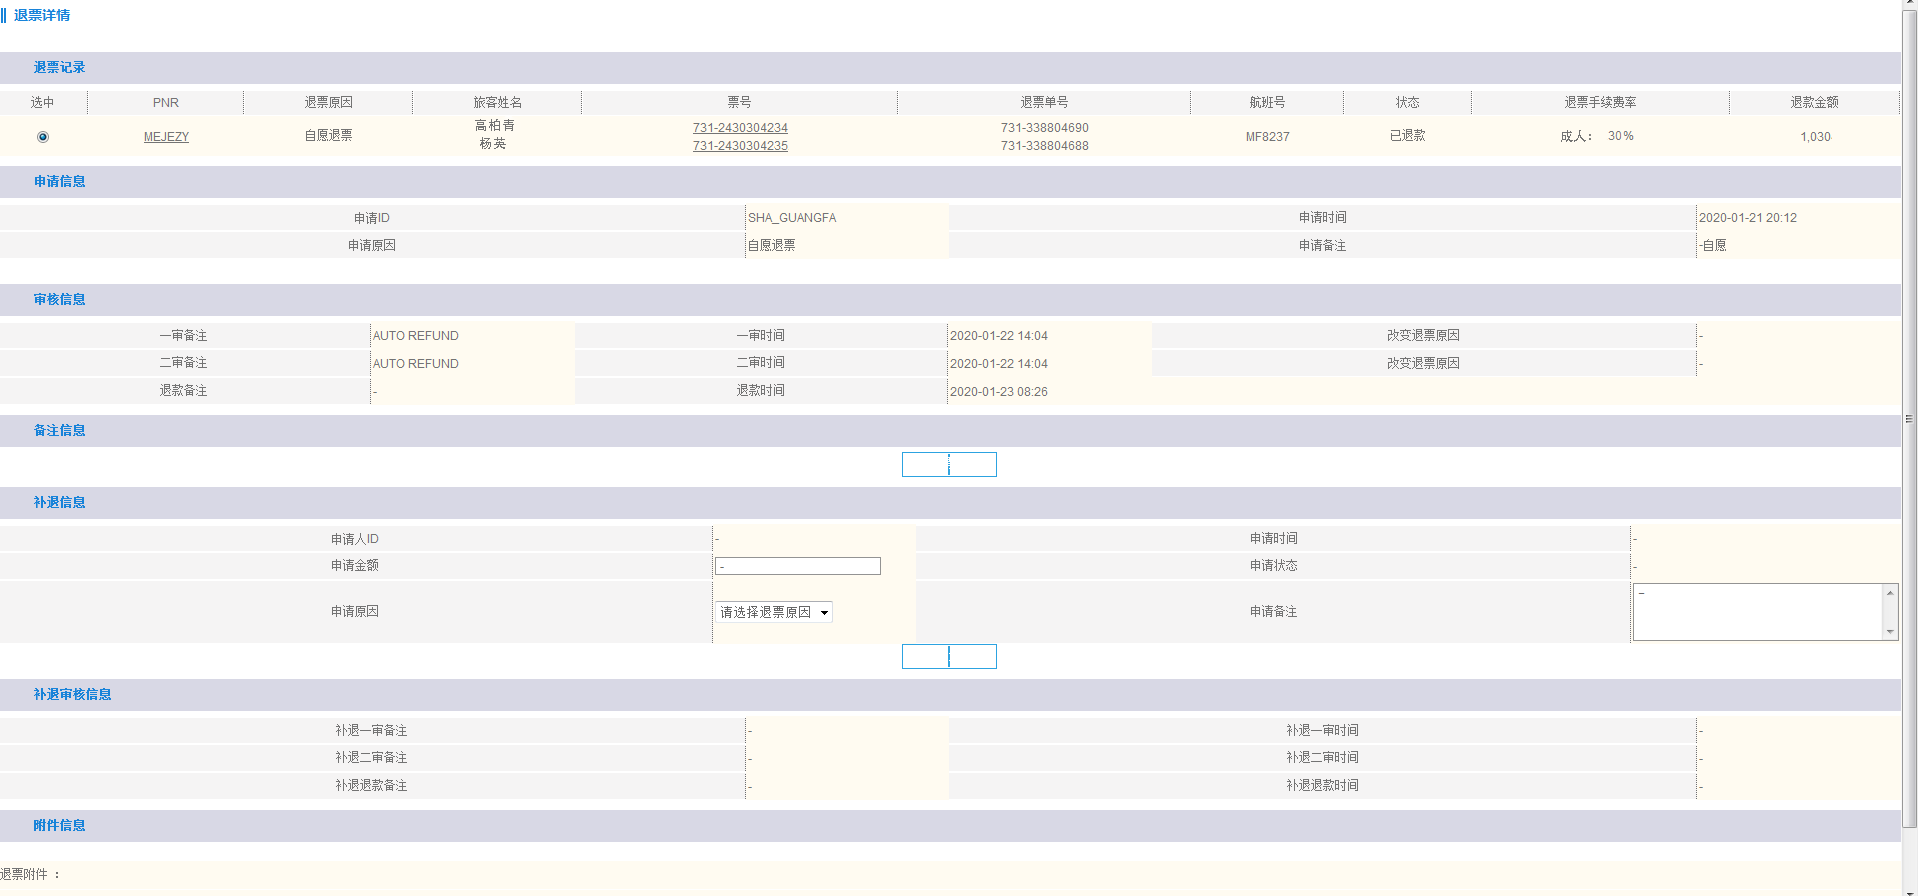 退票详情
退票记录
选中 PNR 退票原因 旅客姓名 票号 退票单号 航班号 状态 退票手续费率 退款金额
MEJEZY 自愿退票 高柏青 杨英 731-2430304234 731-2430304235 731-338804690 731-338804688 MF8237 已退款 成人： 30% 1,030
申请信息
申请ID SHA_GUANGFA 申请时间 2020-01-21 20:12
申请原因 自愿退票 申请备注 -自愿
审核信息
一审备注 AUTO REFUND 一审时间 2020-01-22 14:04 改变退票原因 -
二审备注 AUTO REFUND 二审时间 2020-01-22 14:04 改变退票原因 -
退款备注 - 退款时间 2020-01-23 08:26
备注信息
补退信息
申请人ID - 申请时间 -
申请金额 - 申请状态 -
申请原因 请选择退票原因 申请备注 -
补退审核信息
补退一审备注 - 补退一审时间 -
补退二审备注 - 补退二审时间 -
补退退款备注 - 补退退款时间 -
附件信息
退票附件 ：